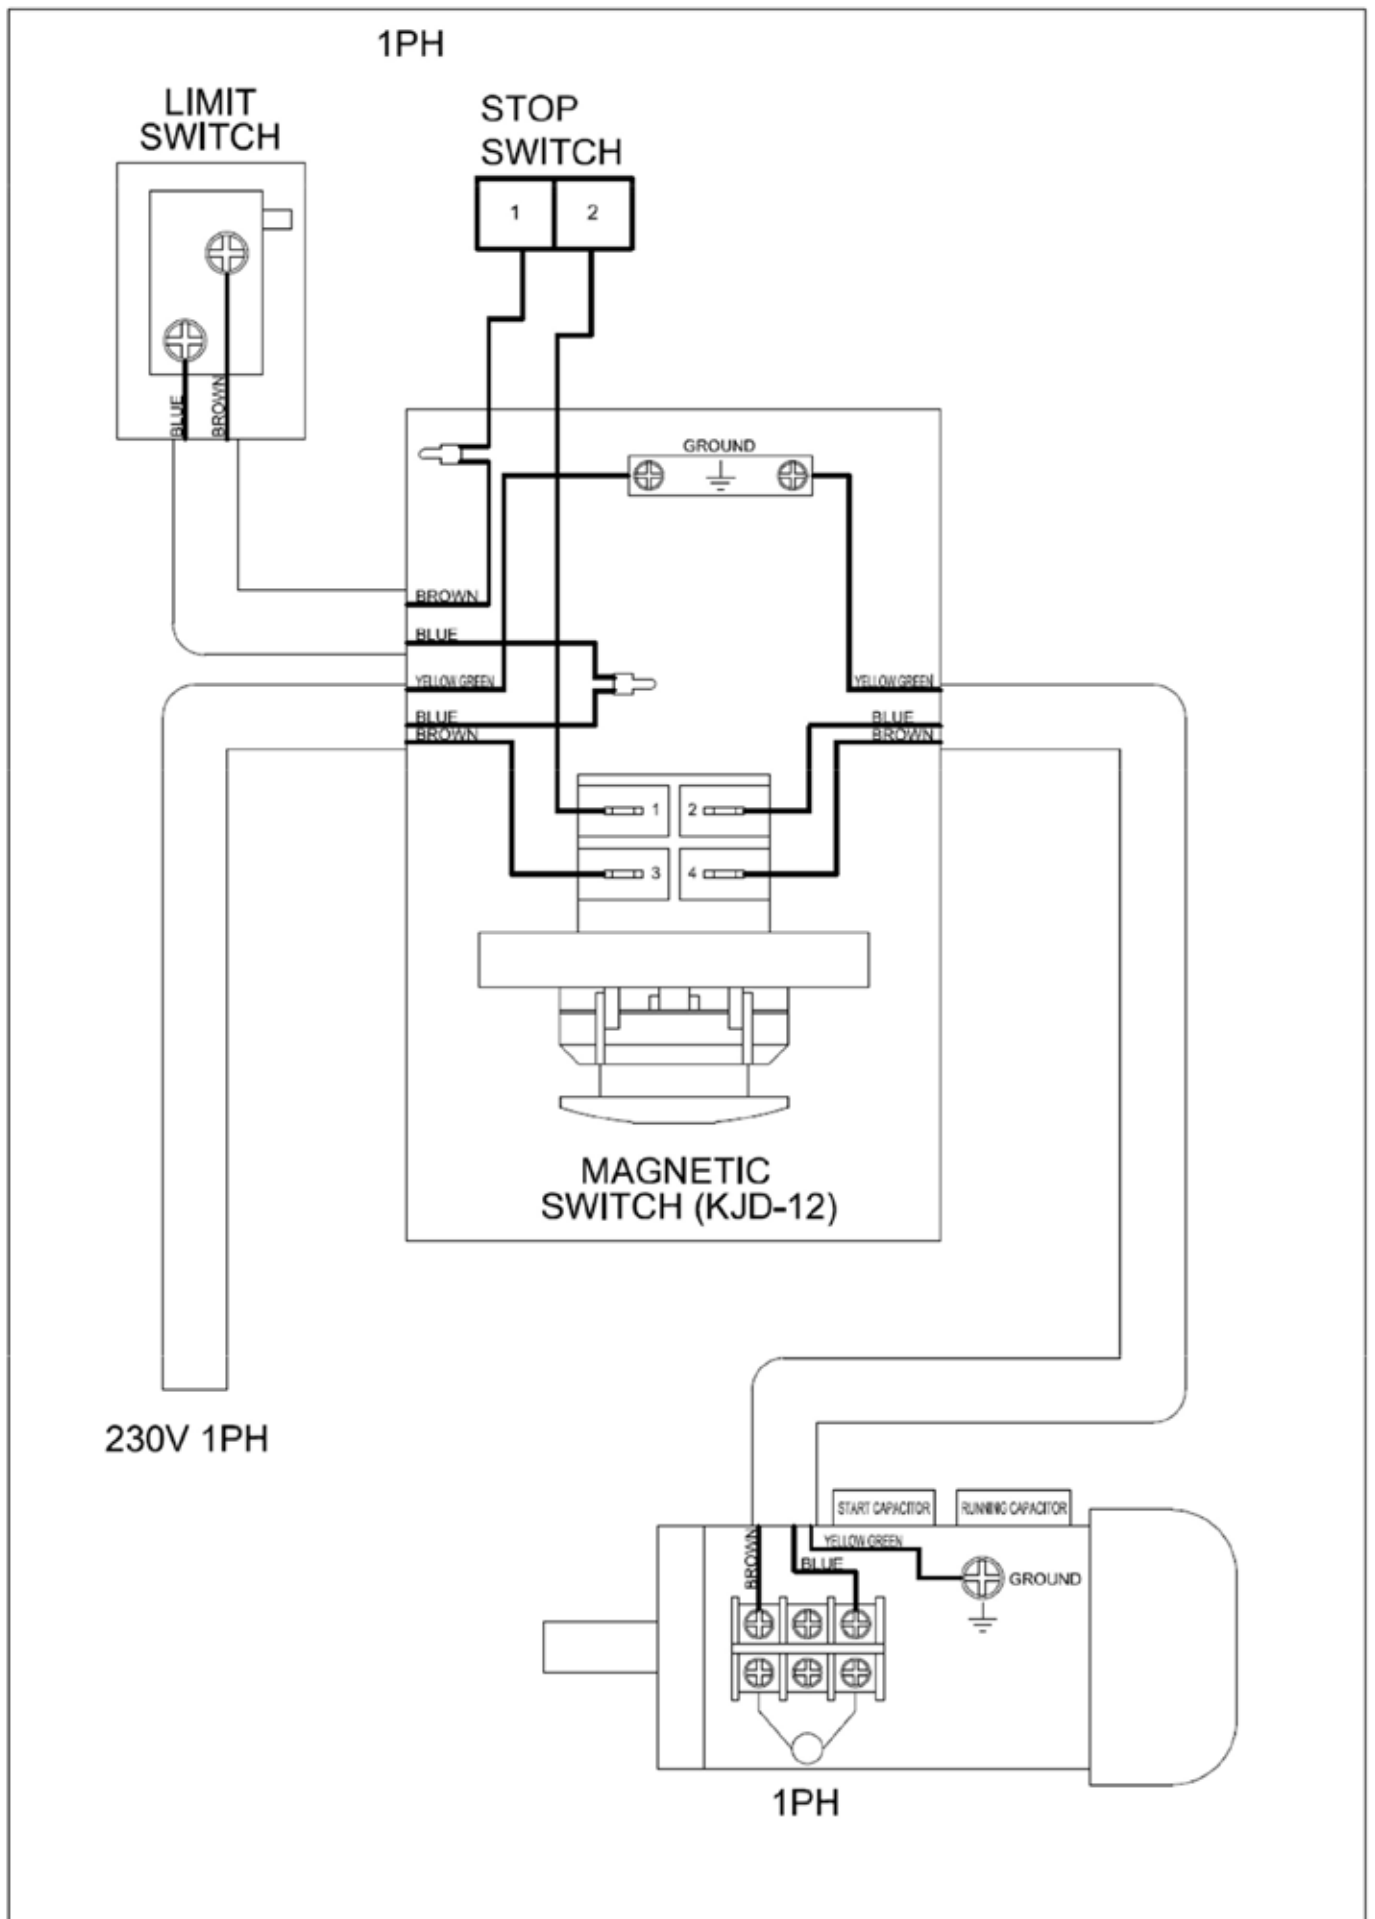 1PH
LIMIT
SWITCH
STOP
SWITCH
1
2
BLUE
BROWN
GROUND
BROWN
BLUE
YELLOW GREEN
YELLOW GREEN
BLUE
BLUE
BROWN
BROWN
1
2
3
4
MAGNETIC
SWITCH (KJD-12)
230V 1PH
START CAPACITOR
RUNNING CAPACITOR
BROWN
YELLOW GREEN
BLUE
GROUND
1PH